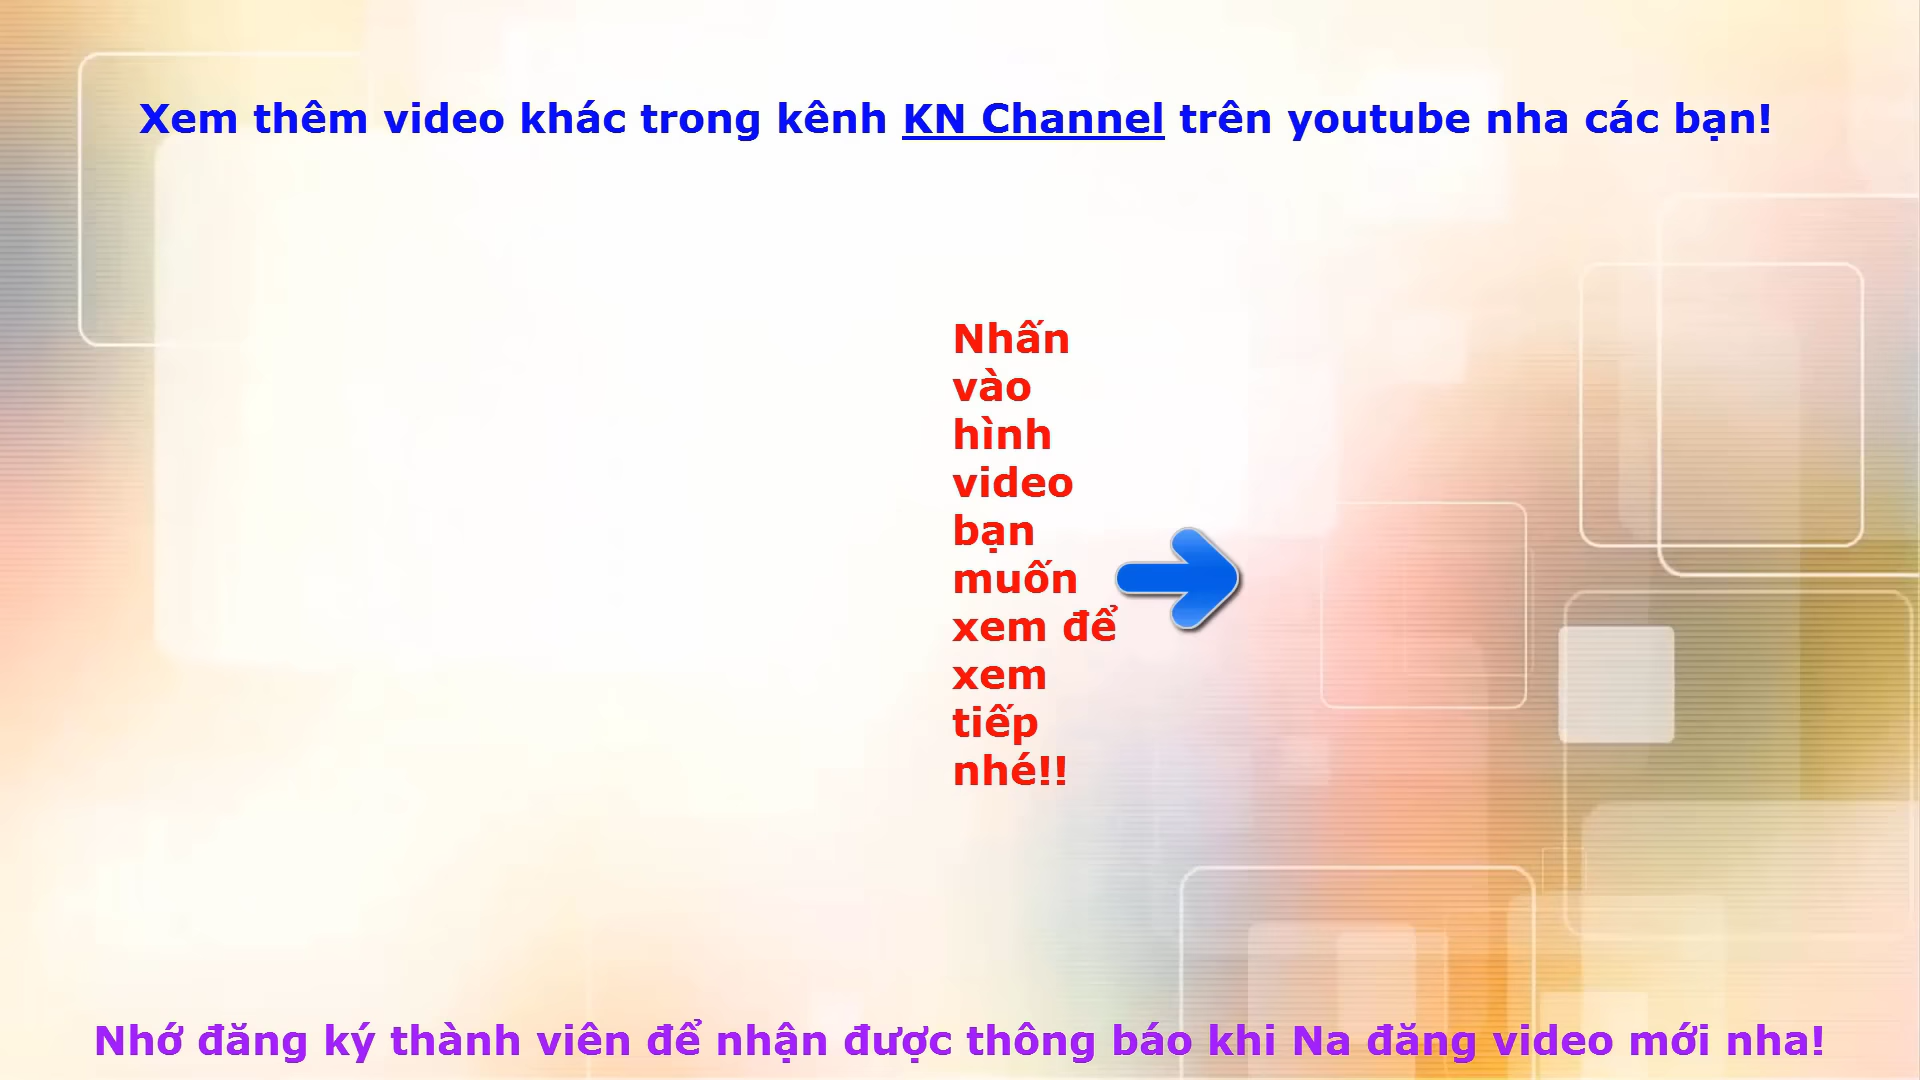 Xem thêm video khác trong kênh KN Channel trên youtube nha các bạn!
Nhấn
vào
hình
video
bạn
muốn
xem để
xem
tiếp
nhé!!
Nhớ đăng ký thành viên để nhận được thông báo khi Na đăng video mới nha!